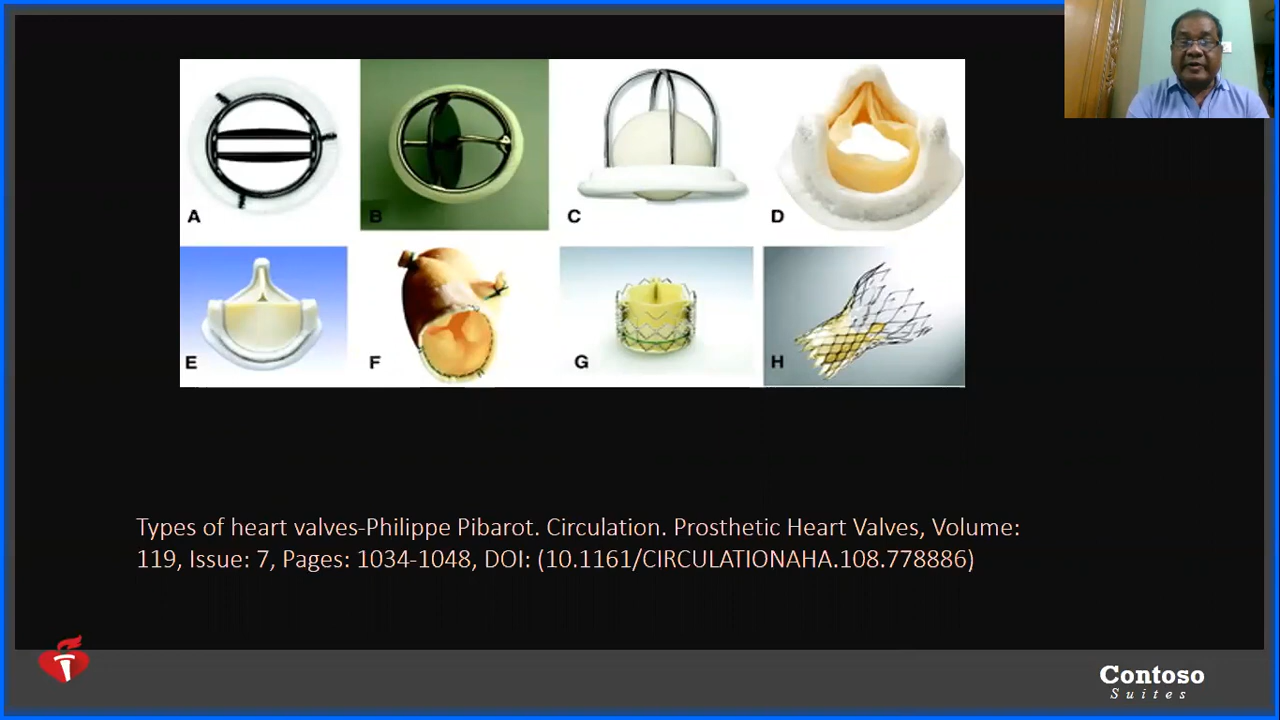 A
B
C
D
E
F
G
H
Types of heart valves-Philippe Pibarot. Circulation. Prosthetic Heart Valves, Volume:
119, Issue: 7, Pages: 1034-1048, DOI: (10.1161/CIRCULATIONAHA.108.778886)
Contoso
Suites